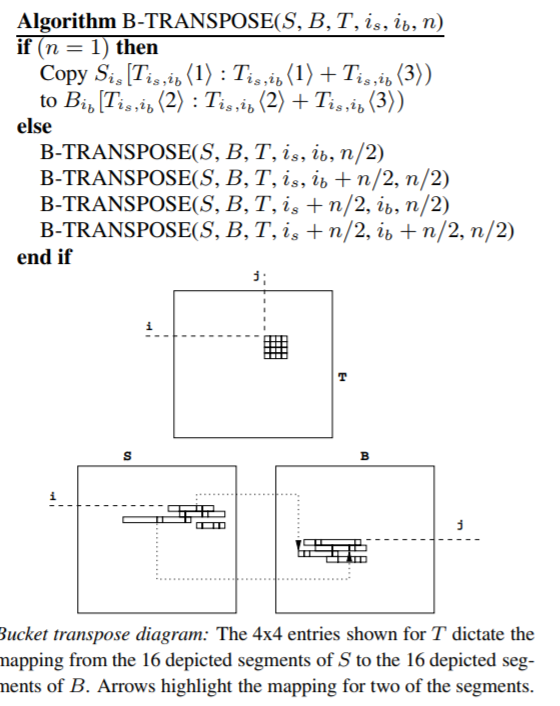 Algorithm B-TRANSPOSE(S, B, T, i_s, i_b, n)
if (n = 1) then
Copy S_{i_s}[T_{i_s,i_b}⟨1⟩ : T_{i_s,i_b}⟨1⟩ + T_{i_s,i_b}⟨3⟩)
to B_{i_b}[T_{i_s,i_b}⟨2⟩ : T_{i_s,i_b}⟨2⟩ + T_{i_s,i_b}⟨3⟩)
else
B-TRANSPOSE(S, B, T, i_s, i_b, n/2)
B-TRANSPOSE(S, B, T, i_s, i_b + n/2, n/2)
B-TRANSPOSE(S, B, T, i_s + n/2, i_b, n/2)
B-TRANSPOSE(S, B, T, i_s + n/2, i_b + n/2, n/2)
end if
j
i
T
S
B
i
j
Bucket transpose diagram: The 4x4 entries shown for T dictate the
mapping from the 16 depicted segments of S to the 16 depicted seg-
ments of B. Arrows highlight the mapping for two of the segments.